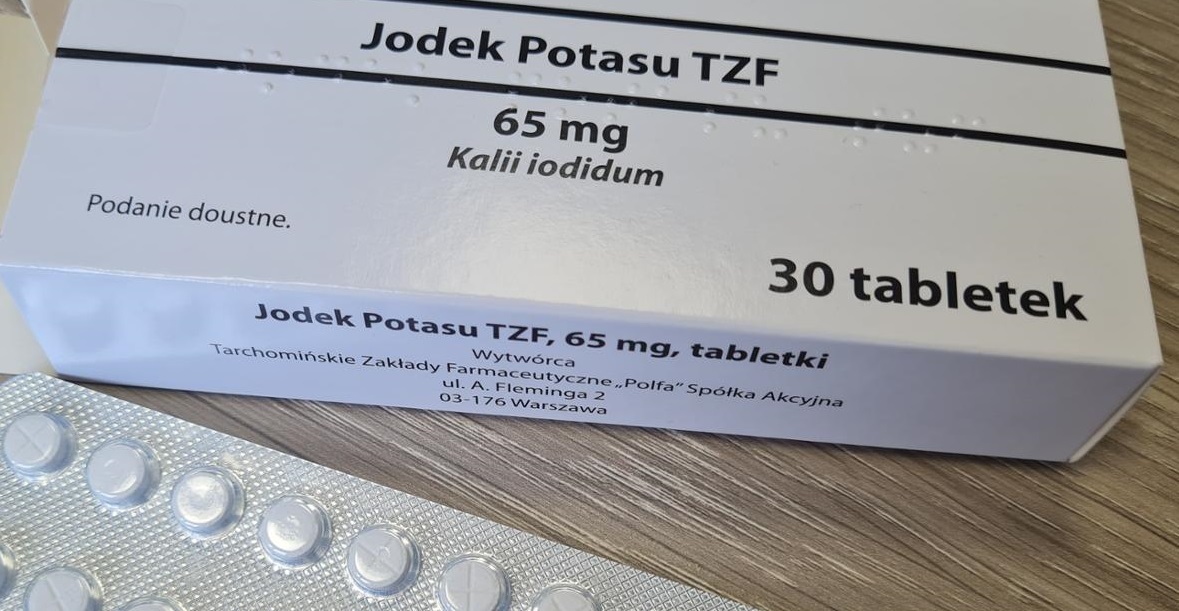 Jodek Potasu TZF
65 mg
Kalii iodidum
Podanie doustne.
30 tabletek
Jodek Potasu TZF, 65 mg, tabletki
Wytwórca
Tarchomińskie Zakłady Farmaceutyczne „Polfa” Spółka Akcyjna
ul. A. Fleminga 2
03-176 Warszawa